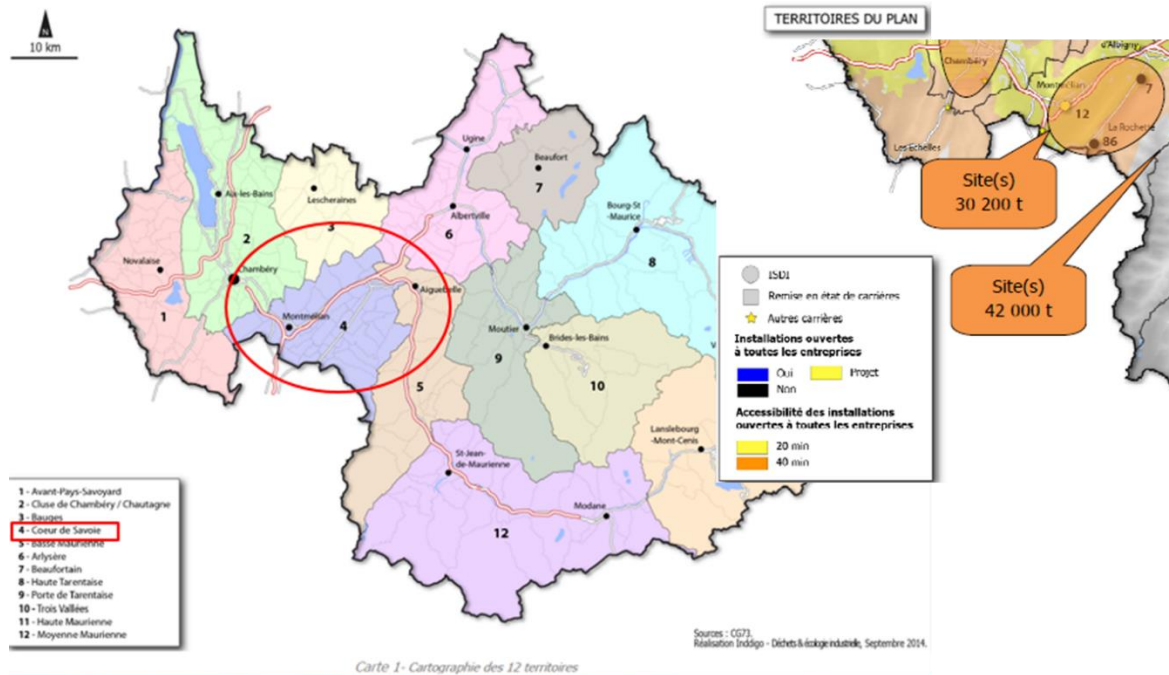 N
10 km
TERRITOIRES DU PLAN
d'Albigny
Chambéry
Montmélian
7
12
La Rochette
86
Les Echelles
Site(s)
30 200 t
Site(s)
42 000 t
Ugine
Beaufort
7
Aix-les-Bains
Lescheraines
3
Albertville
6
Bourg-St
-Maurice
2
Novalaise
Chambéry
8
1
Montmélian
4
Aiguebelle
Moutier
Brides-les-Bains
9
10
5
Lanslebourg
-Mont-Cenis
St-Jean-
de-Maurienne
Modane
12
ISDI
Remise en état de carrières
Autres carrières
Installations ouvertes
à toutes les entreprises
Oui
Projet
Non
Accessibilité des installations
ouvertes à toutes les entreprises
20 min
40 min
1 - Avant-Pays-Savoyard
2 - Cluse de Chambéry / Chautagne
3 - Bauges
4 - Coeur de Savoie
5 - Basse Maurienne
6 - Arlysère
7 - Beaufortain
8 - Haute Tarentaise
9 - Porte de Tarentaise
10 - Trois Vallées
11 - Haute Maurienne
12 - Moyenne Maurienne
Sources : CG73.
Réalisation Inddigo - Déchets & écologie industrielle, Septembre 2014.
Carte 1- Cartographie des 12 territoires